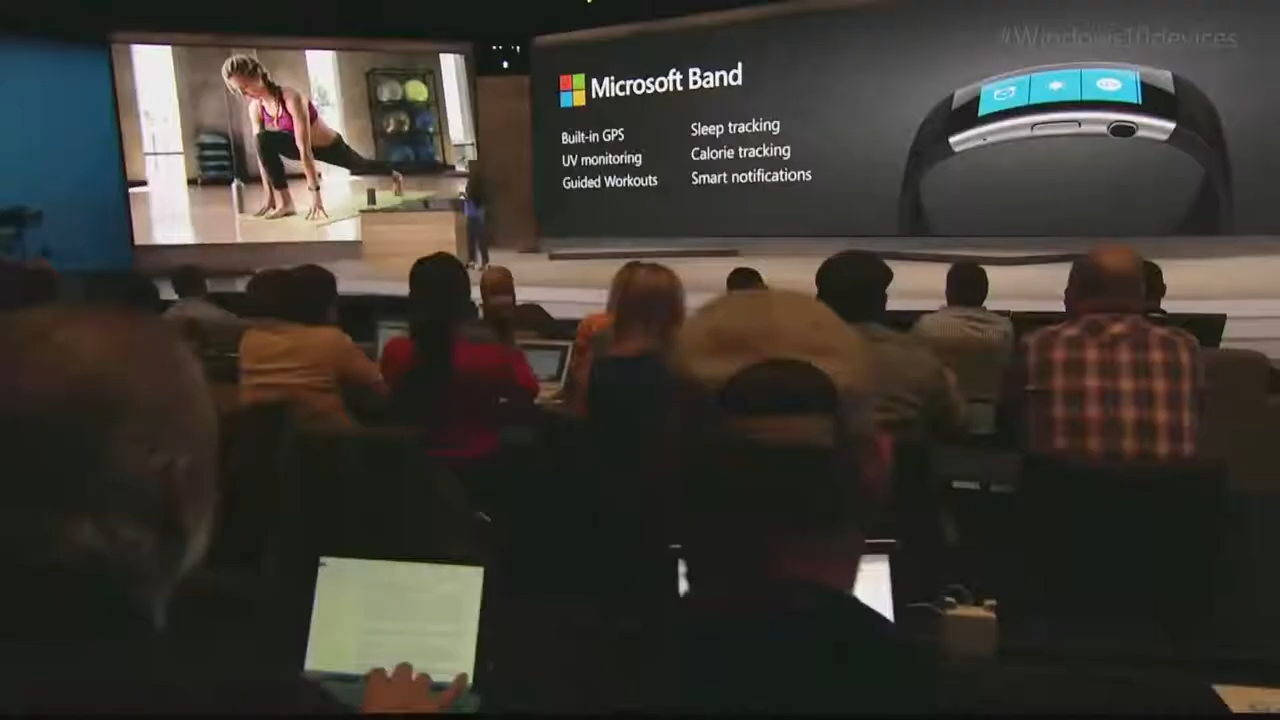 #Windows10devices
Microsoft Band
Built-in GPS
UV monitoring
Guided Workouts
Sleep tracking
Calorie tracking
Smart notifications